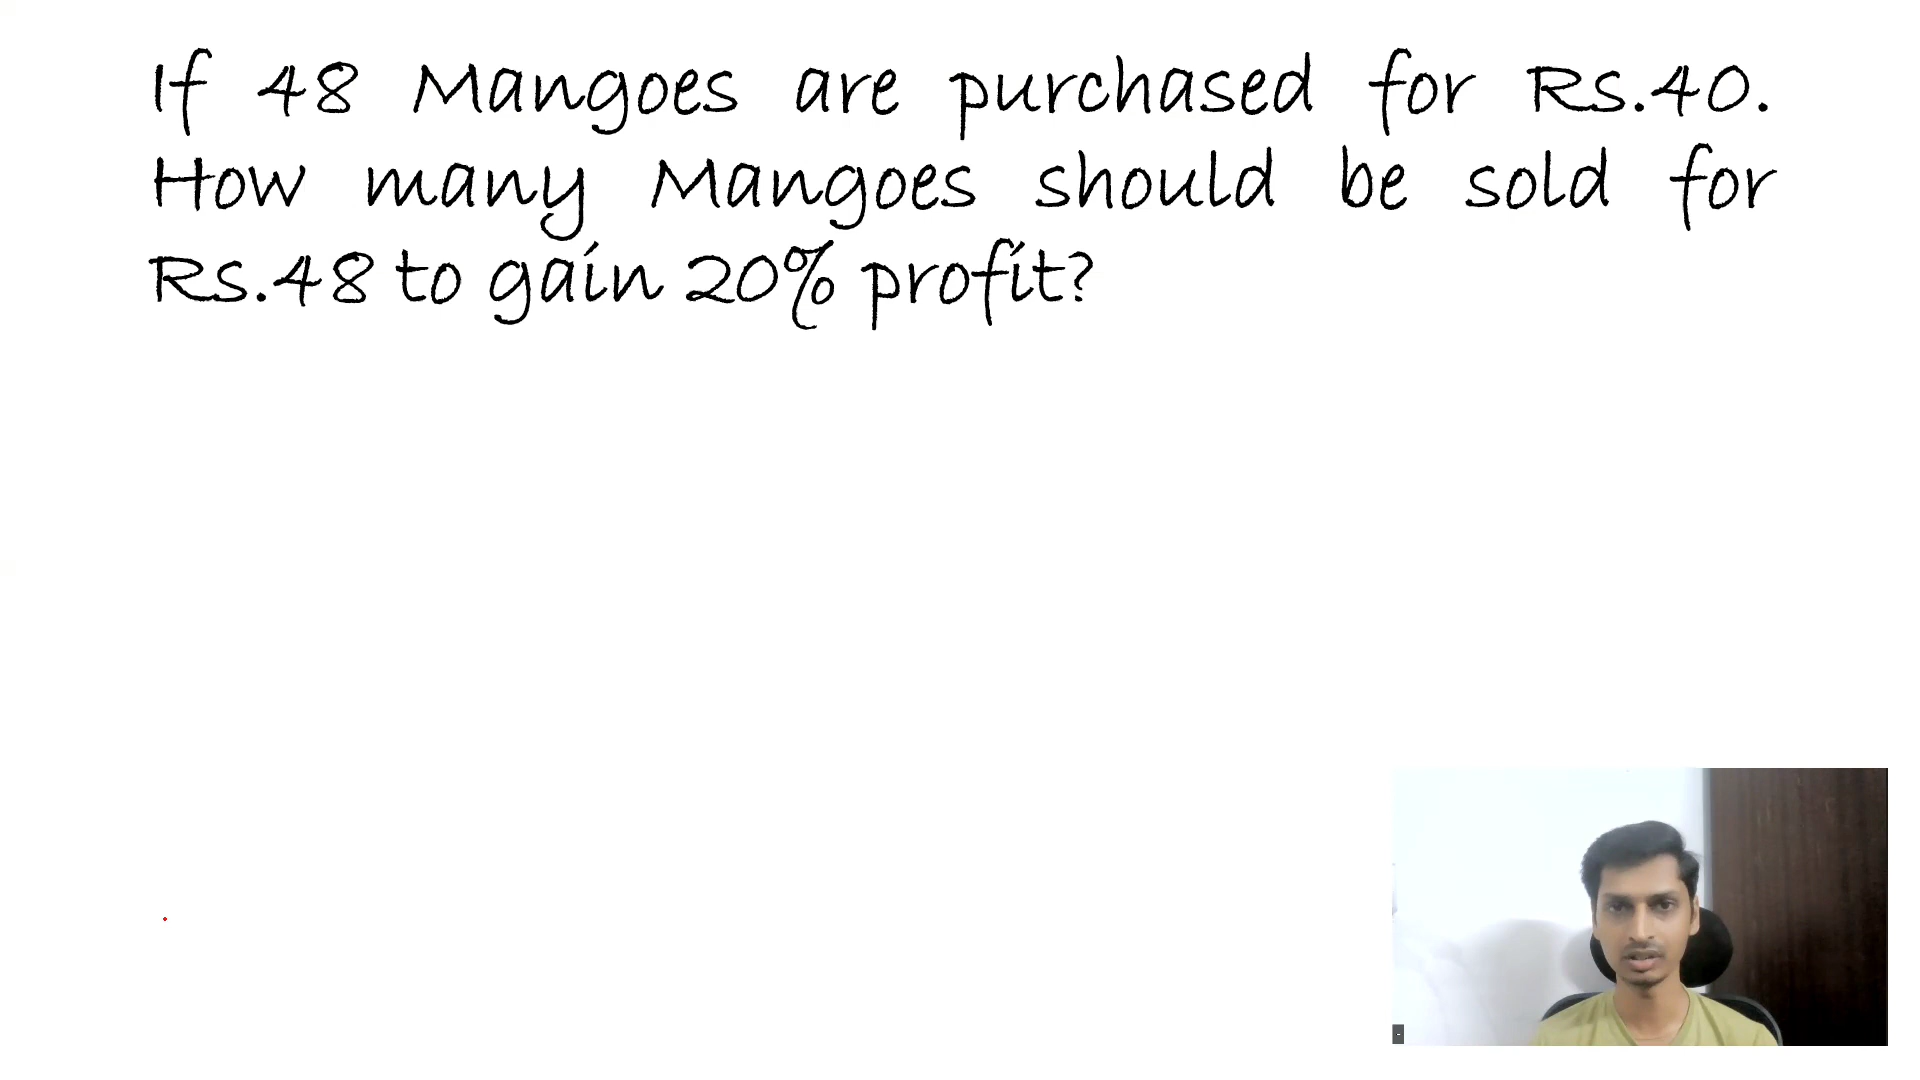 If 48 Mangoes are purchased for Rs.40.
How many Mangoes should be sold for
Rs.48 to gain 20% profit?